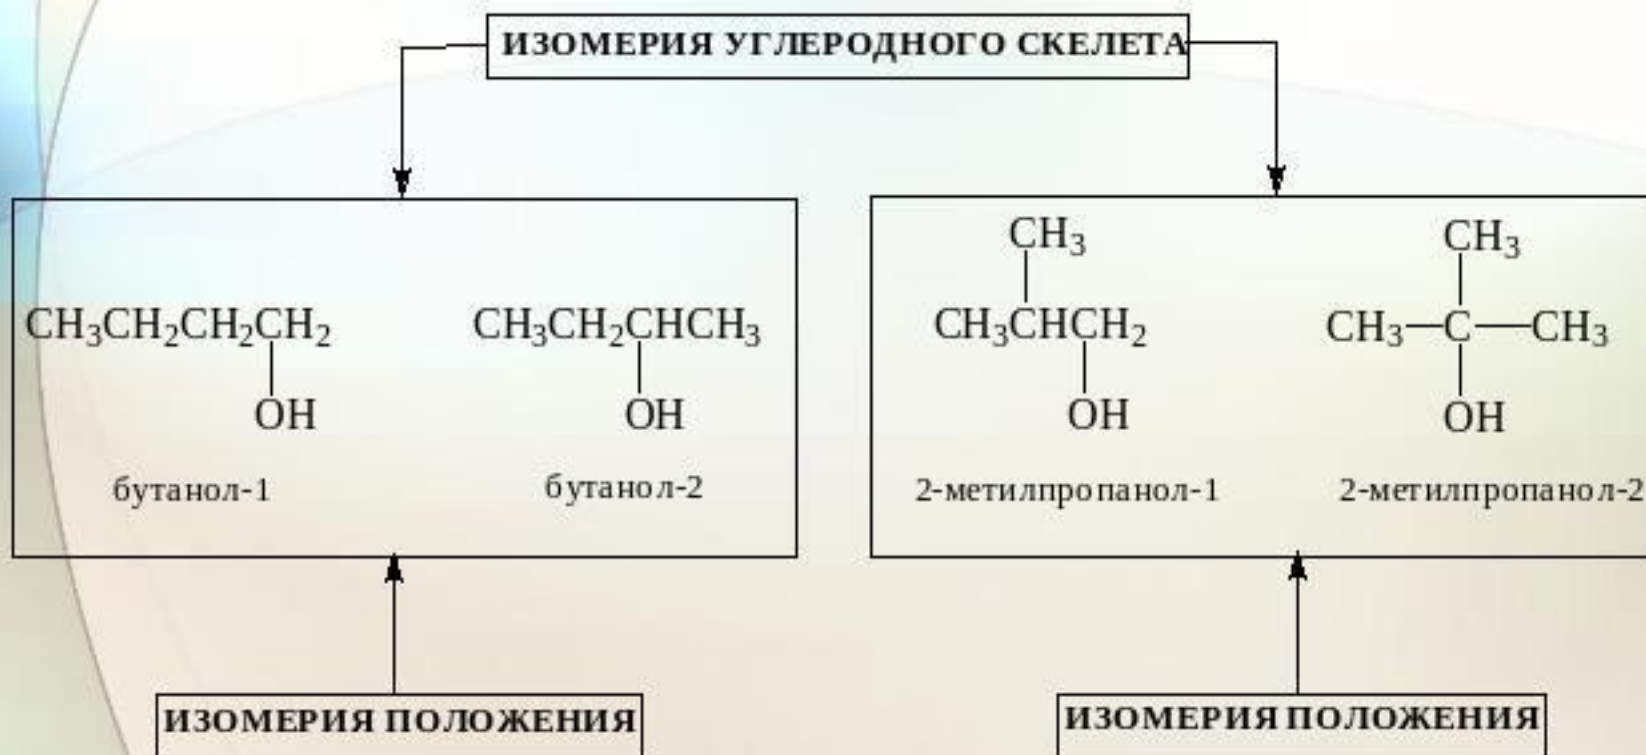 ИЗОМЕРИЯ УГЛЕРОДНОГО СКЕЛЕТА
CH₃CH₂CH₂CH₂
OH
бутанол-1
CH₃CH₂CHCH₃
OH
бутанол-2
CH₃
CH₃CHCH₂
OH
2-метилпропанол-1
CH₃
CH₃—C—CH₃
OH
2-метилпропанол-2
ИЗОМЕРИЯ ПОЛОЖЕНИЯ
ИЗОМЕРИЯ ПОЛОЖЕНИЯ